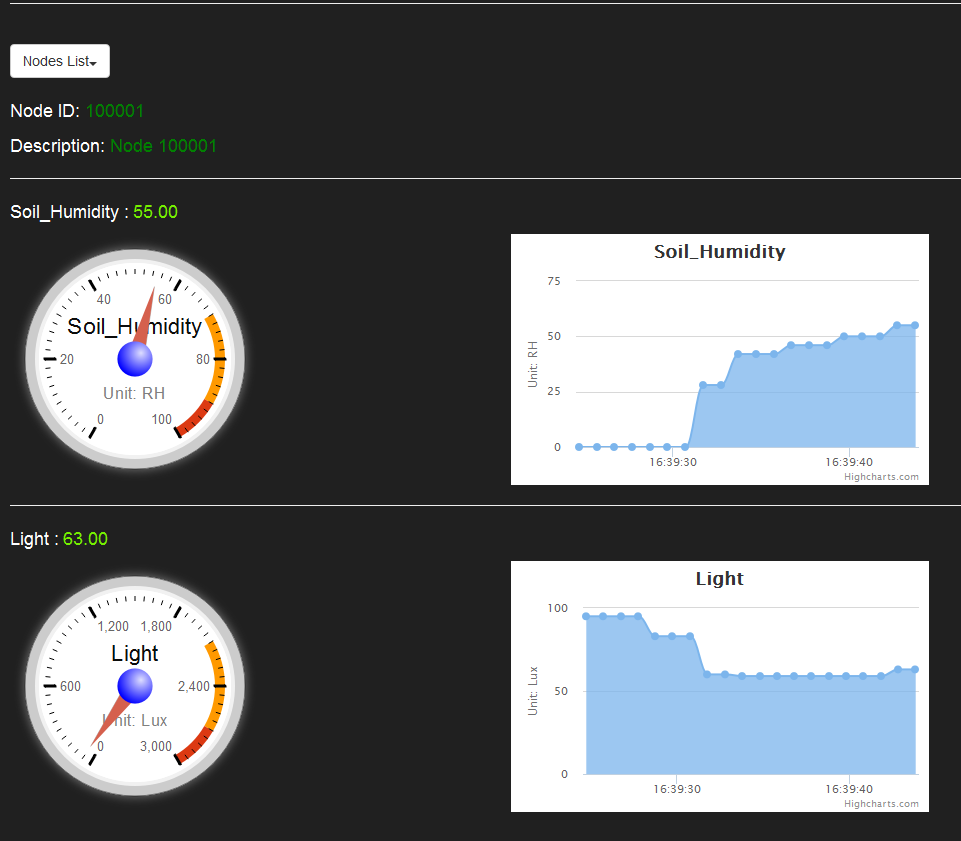 Nodes List
Node ID: 100001
Description: Node 100001
Soil_Humidity : 55.00
40 60
Soil_Humidity
20 80
Unit: RH
0 100
Soil_Humidity
75
50
25
0
Unit: RH
16:39:30 16:39:40
Highcharts.com
Light : 63.00
1,200 1,800
Light
600 2,400
Unit: Lux
0 3,000
Light
100
50
0
Unit: Lux
16:39:30 16:39:40
Highcharts.com